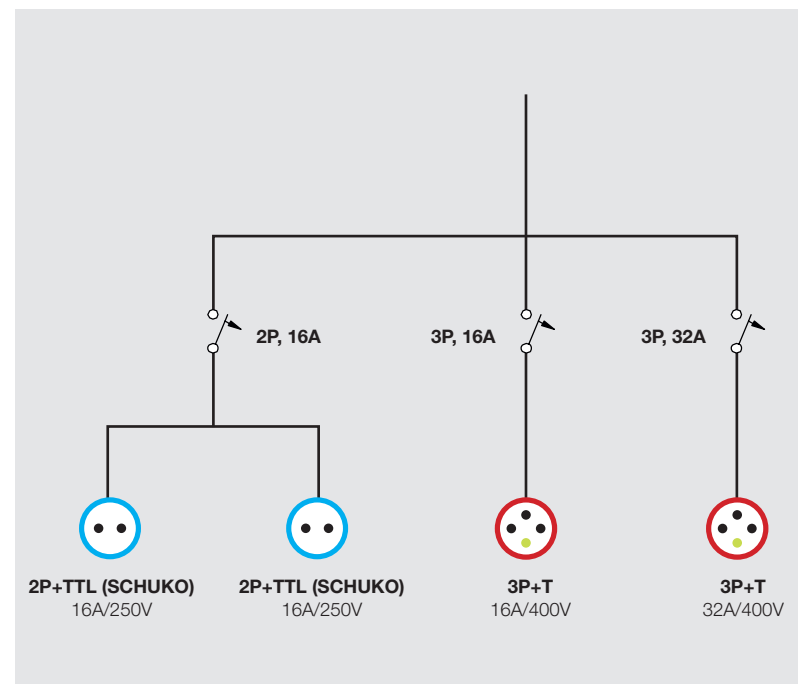 2P, 16A
3P, 16A
3P, 32A
2P+TTL (SCHUKO)
16A/250V
2P+TTL (SCHUKO)
16A/250V
3P+T
16A/400V
3P+T
32A/400V